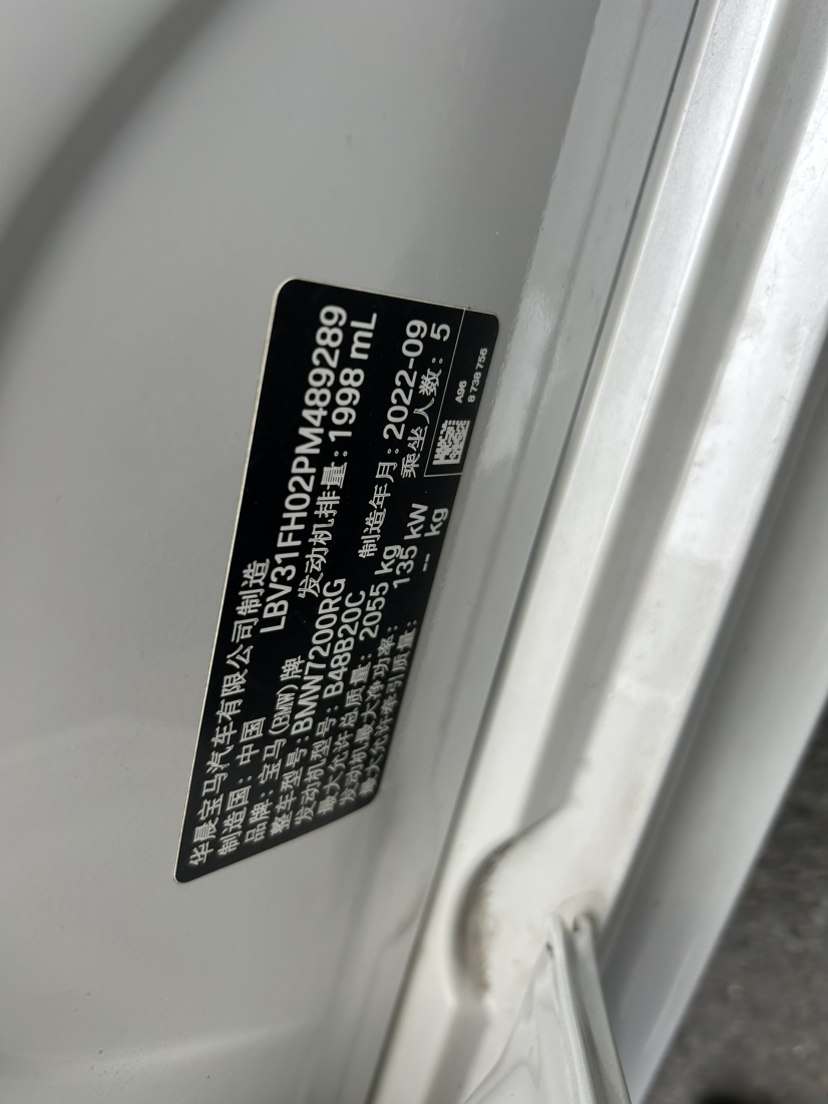 华晨宝马汽车有限公司制造
制造国：中国 LBV31FH02PM489289
品牌：宝马(BMW)牌 发动机排量：1998 mL
整车型号：BMW7200RG
发动机型号：B48B20C 制造年月：2022-09
最大允许总质量：2055 kg 乘坐人数：5
发动机最大净功率：135 kW
最大允许牵引质量：-- kg
A96
8 738 756